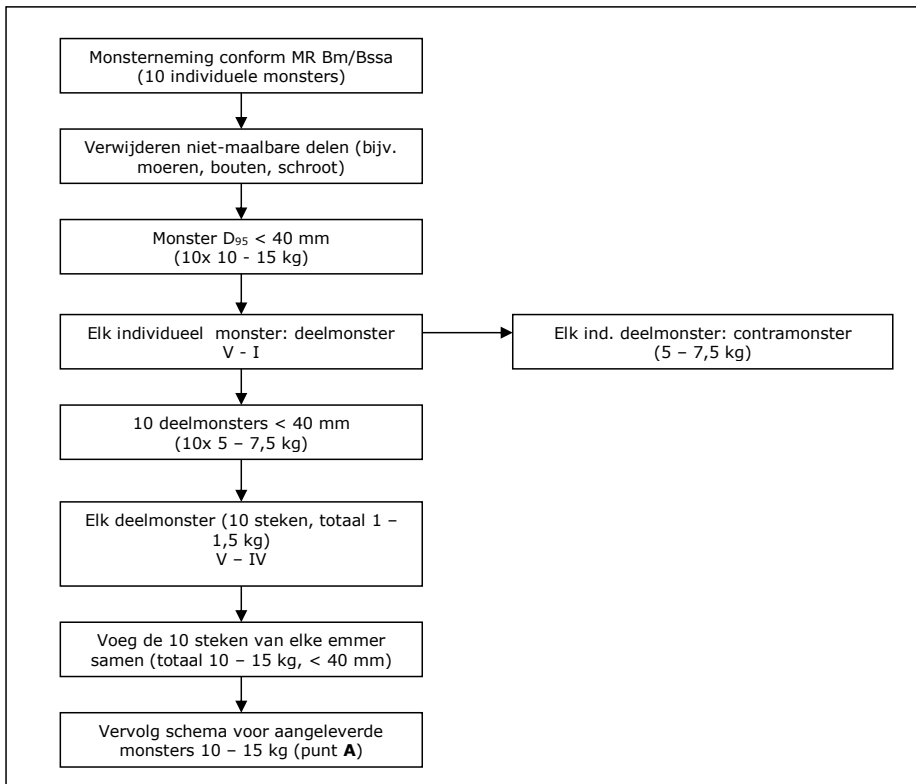 Monsterneming conform MR Bm/Bssa
(10 individuele monsters)
Verwijderen niet-maalbare delen (bijv.
moeren, bouten, schroot)
Monster D₉₅ < 40 mm
(10x 10 - 15 kg)
Elk individueel monster: deelmonster
V - I
Elk ind. deelmonster: contramonster
(5 – 7,5 kg)
10 deelmonsters < 40 mm
(10x 5 – 7,5 kg)
Elk deelmonster (10 steken, totaal 1 –
1,5 kg)
V – IV
Voeg de 10 steken van elke emmer
samen (totaal 10 – 15 kg, < 40 mm)
Vervolg schema voor aangeleverde
monsters 10 – 15 kg (punt A)